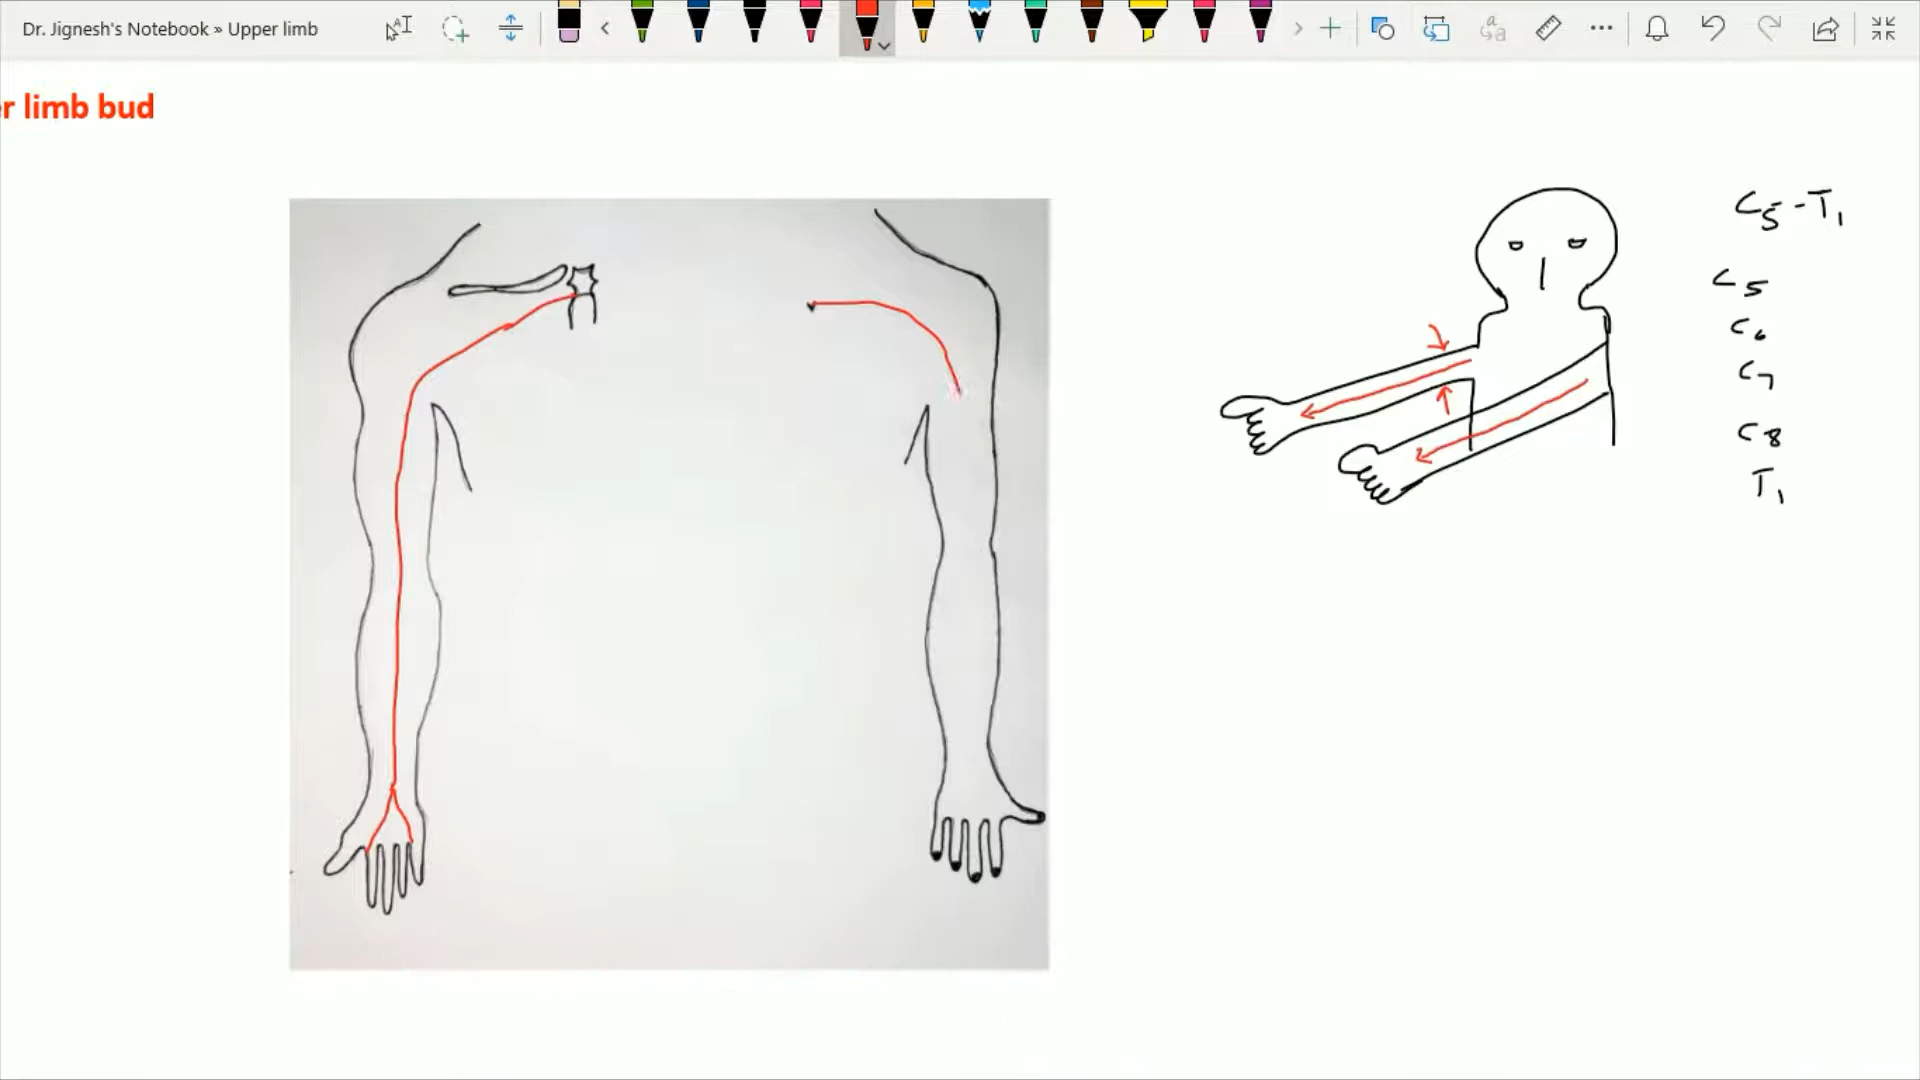 Dr. Jignesh's Notebook » Upper limb
r limb bud
C5-T1
C5
C6
C7
C8
T1